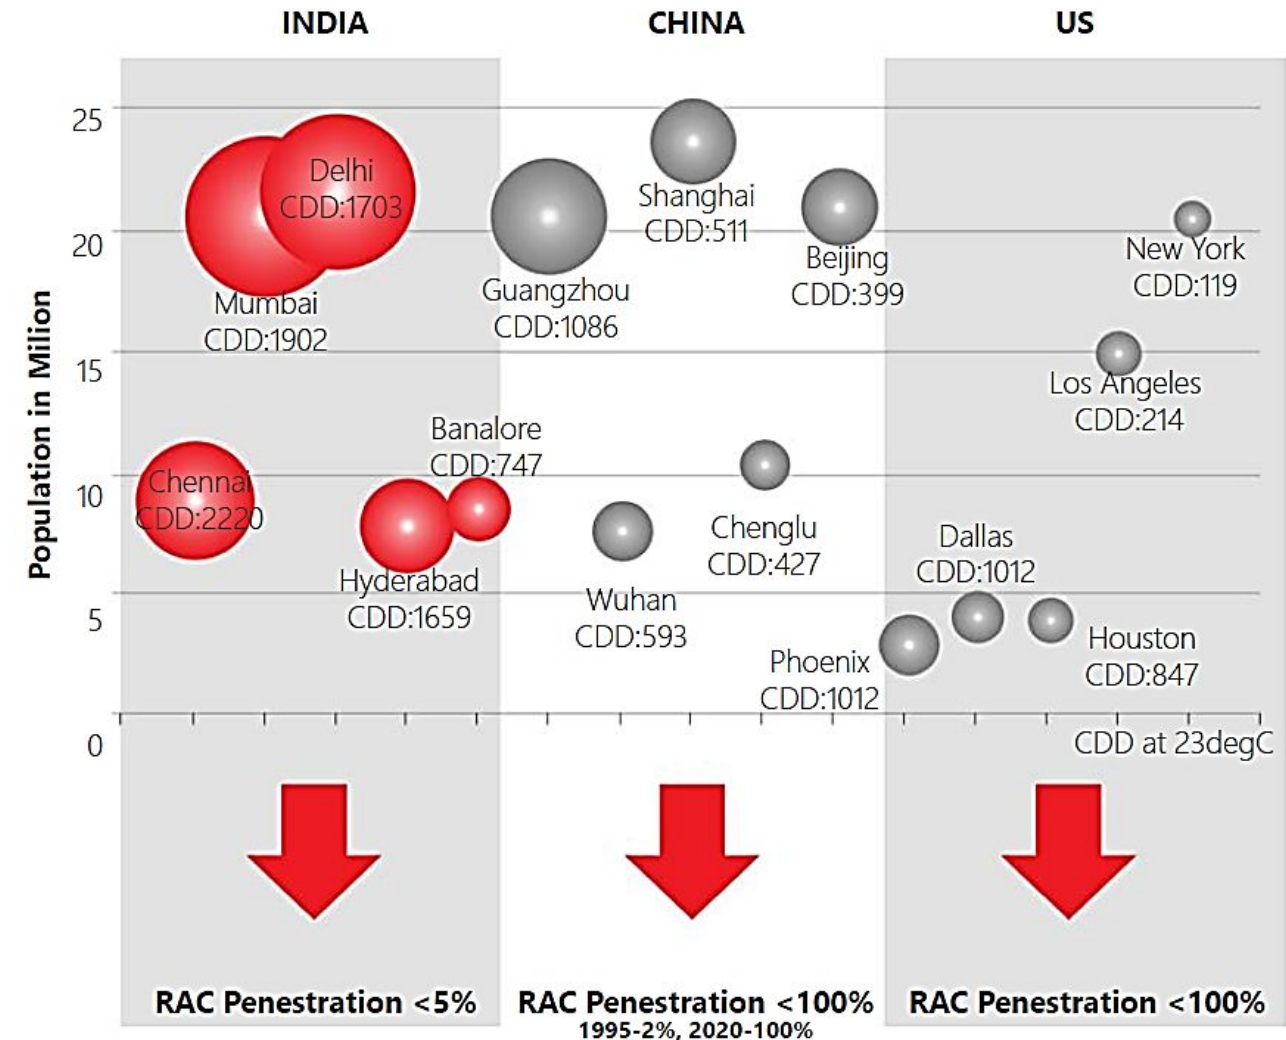 INDIA
CHINA
US
Population in Milion
25
20
15
10
5
0
Delhi
CDD:1703
Mumbai
CDD:1902
Chennai
CDD:2220
Hyderabad
CDD:1659
Banalore
CDD:747
Guangzhou
CDD:1086
Shanghai
CDD:511
Beijing
CDD:399
Wuhan
CDD:593
Chenglu
CDD:427
New York
CDD:119
Los Angeles
CDD:214
Dallas
CDD:1012
Houston
CDD:847
Phoenix
CDD:1012
CDD at 23degC
RAC Penestration <5%
RAC Penestration <100%
1995-2%, 2020-100%
RAC Penestration <100%